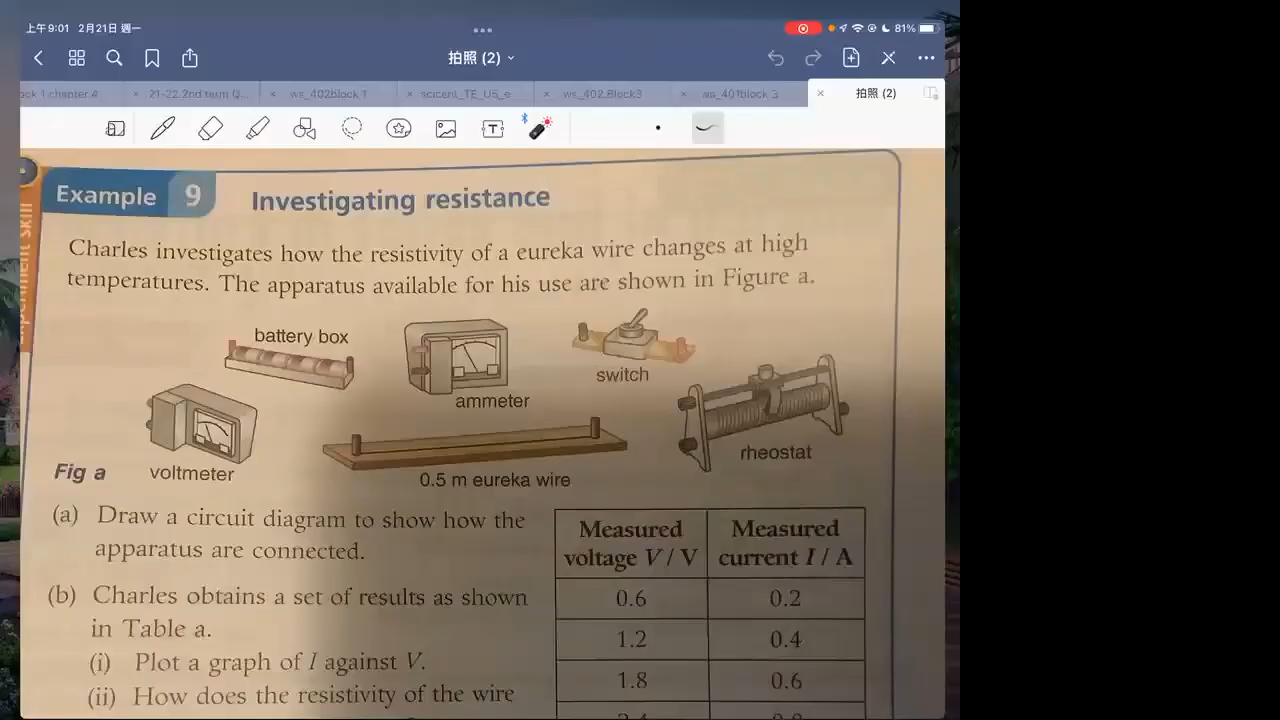 上午9:01 2月21日 週一
81%
拍照 (2)
21-22.2nd term Q...
ws_402block 1
ws_402.Block3
拍照 (2)
Example 9 Investigating resistance
Charles investigates how the resistivity of a eureka wire changes at high
temperatures. The apparatus available for his use are shown in Figure a.
battery box
ammeter
switch
voltmeter
0.5 m eureka wire
rheostat
Fig a
(a) Draw a circuit diagram to show how the
apparatus are connected.
(b) Charles obtains a set of results as shown
in Table a.
(i) Plot a graph of I against V.
(ii) How does the resistivity of the wire
Measured voltage V / V
Measured current I / A
0.6 0.2
1.2 0.4
1.8 0.6